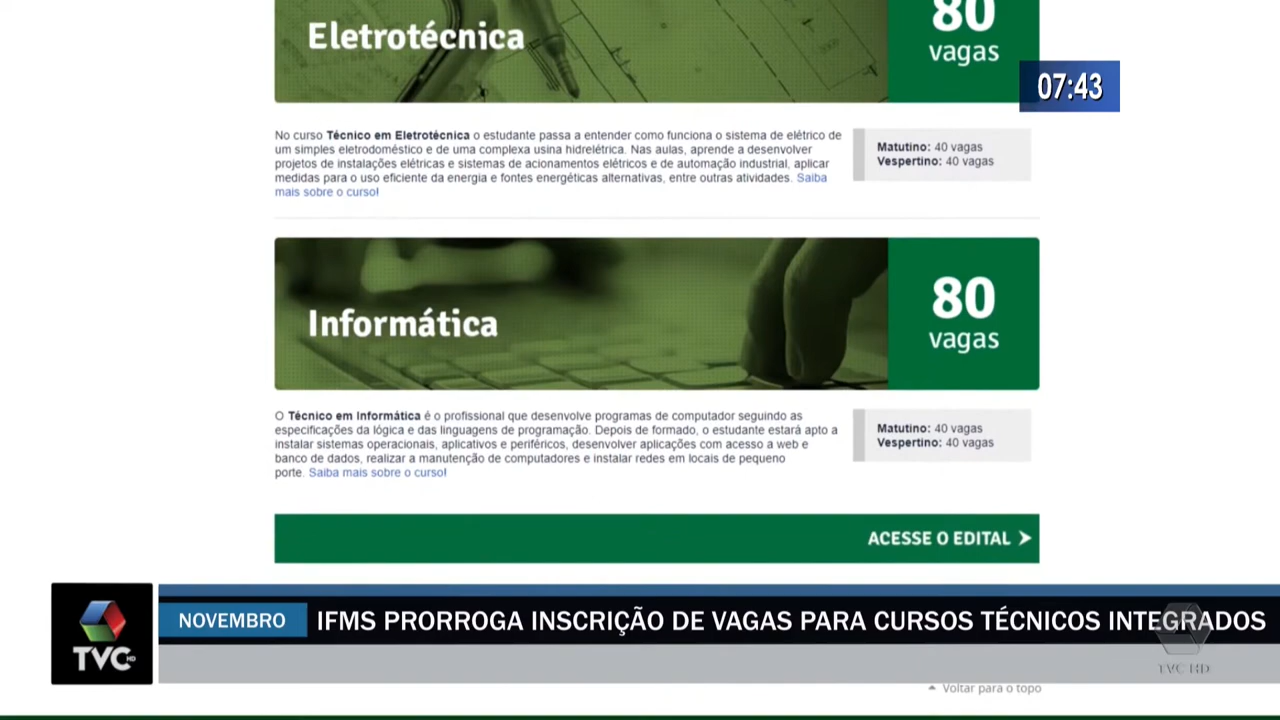 Eletrotécnica
80
vagas
07:43
No curso Técnico em Eletrotécnica o estudante passa a entender como funciona o sistema de elétrico de
um simples eletrodoméstico e de uma complexa usina hidrelétrica. Nas aulas, aprende a desenvolver
projetos de instalações elétricas e sistemas de acionamentos elétricos e de automação industrial, aplicar
medidas para o uso eficiente da energia e fontes energéticas alternativas, entre outras atividades. Saiba
mais sobre o curso!
Matutino: 40 vagas
Vespertino: 40 vagas
Informática
80
vagas
O Técnico em Informática é o profissional que desenvolve programas de computador seguindo as
especificações da lógica e das linguagens de programação. Depois de formado, o estudante estará apto a
instalar sistemas operacionais, aplicativos e periféricos, desenvolver aplicações com acesso a web e
banco de dados, realizar a manutenção de computadores e instalar redes em locais de pequeno
porte. Saiba mais sobre o curso!
Matutino: 40 vagas
Vespertino: 40 vagas
ACESSE O EDITAL
NOVEMBRO
IFMS PRORROGA INSCRIÇÃO DE VAGAS PARA CURSOS TÉCNICOS INTEGRADOS
TVC HD
TVC HD
Voltar para o topo